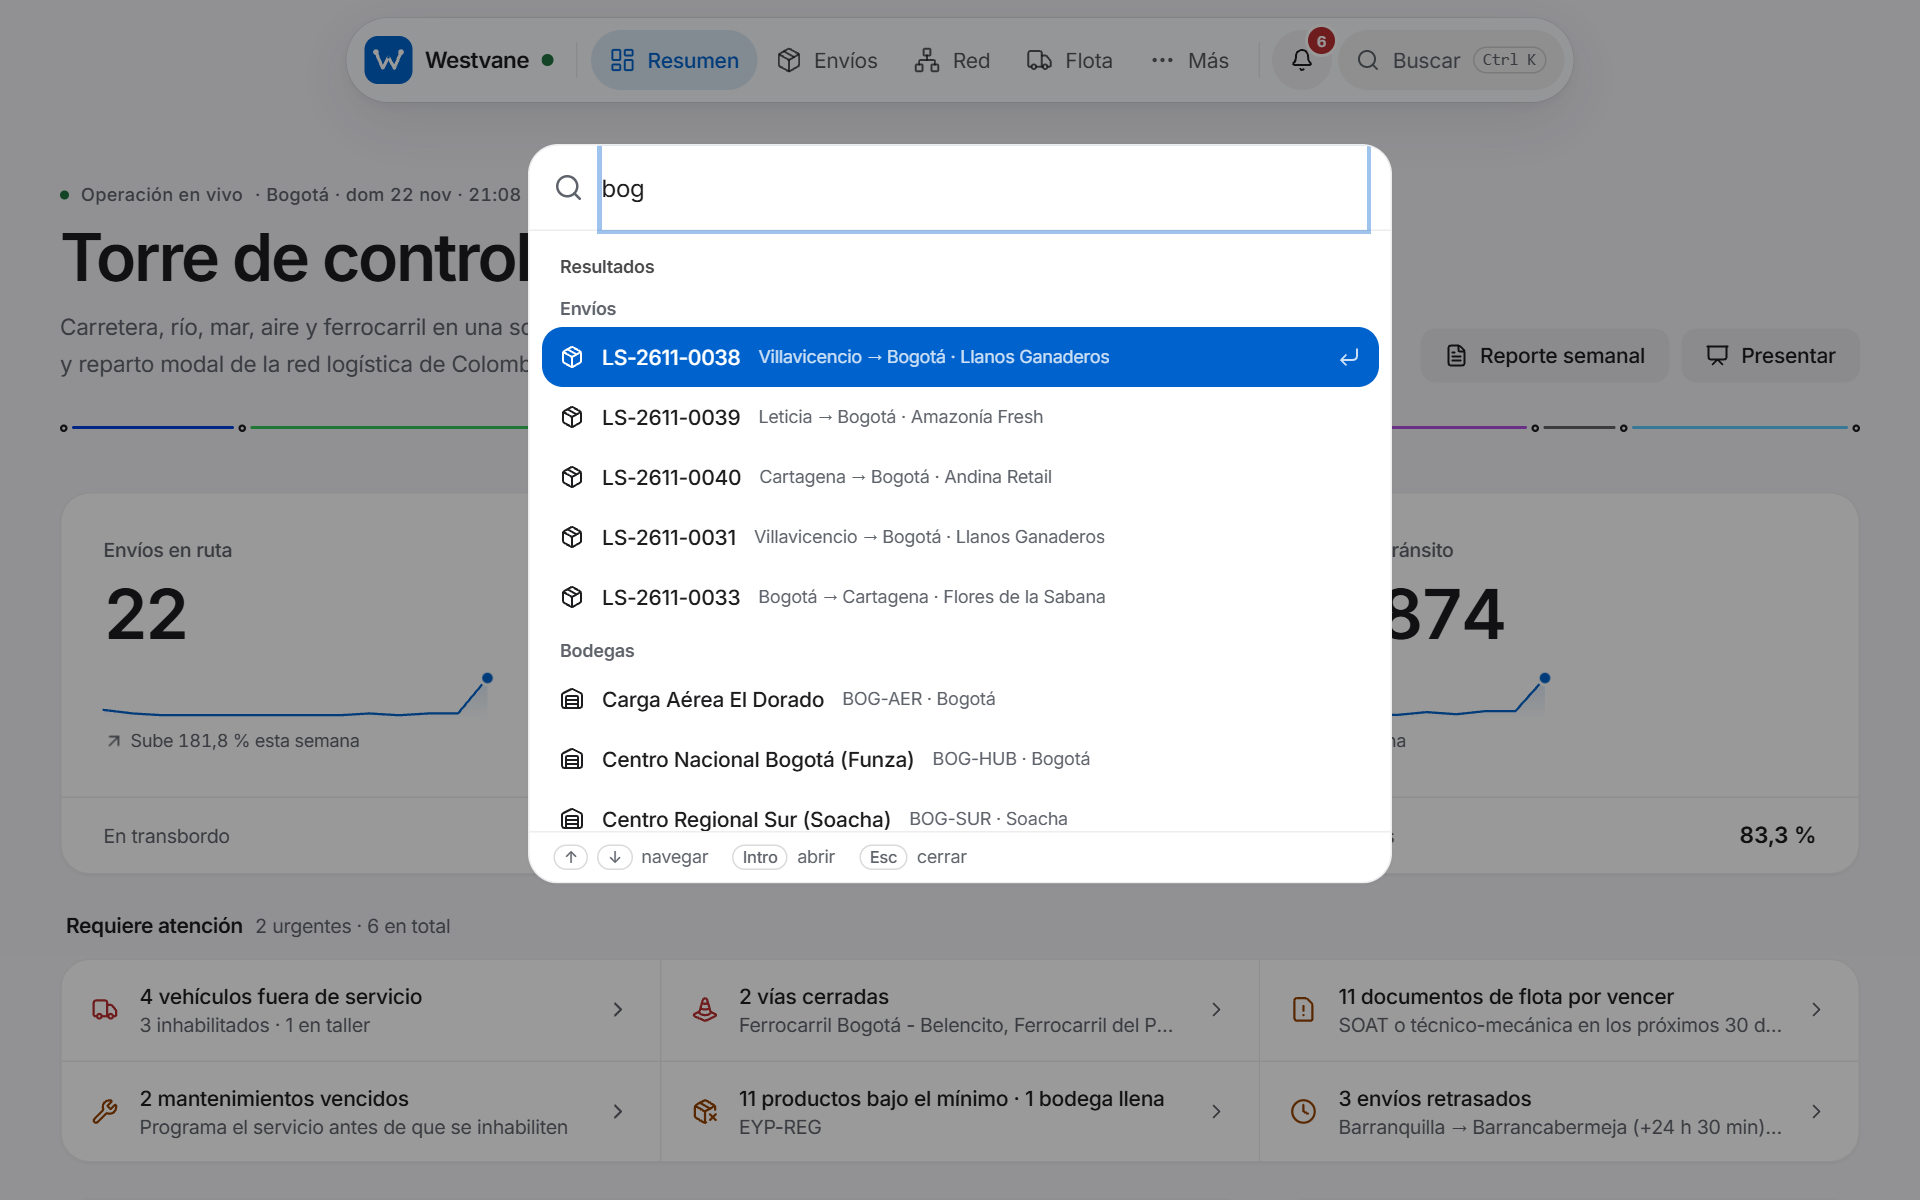 Westvane
Resumen
Envíos
Red
Flota
Más
6
Buscar
Ctrl K
Operación en vivo · Bogotá · dom 22 nov · 21:08
Torre de control
Carretera, río, mar, aire y ferrocarril en una
y reparto modal de la red logística de
Reporte semanal
Presentar
bog
Resultados
Envíos
LS-2611-0038 Villavicencio → Bogotá · Llanos Ganaderos
LS-2611-0039 Leticia → Bogotá · Amazonía Fresh
LS-2611-0040 Cartagena → Bogotá · Andina Retail
LS-2611-0031 Villavicencio → Bogotá · Llanos Ganaderos
LS-2611-0033 Bogotá → Cartagena · Flores de la Sabana
Bodegas
Carga Aérea El Dorado BOG-AER · Bogotá
Centro Nacional Bogotá (Funza) BOG-HUB · Bogotá
Centro Regional Sur (Soacha) BOG-SUR · Soacha
↑ ↓ navegar Intro abrir Esc cerrar
Envíos en ruta
22
Sube 181,8 % esta semana
En transbordo
ránsito
874
83,3 %
Requiere atención 2 urgentes · 6 en total
4 vehículos fuera de servicio
3 inhabilitados · 1 en taller
2 vías cerradas
Ferrocarril Bogotá - Belencito, Ferrocarril del P...
11 documentos de flota por vencer
SOAT o técnico-mecánica en los próximos 30 d...
2 mantenimientos vencidos
Programa el servicio antes de que se inhabiliten
11 productos bajo el mínimo · 1 bodega llena
EYP-REG
3 envíos retrasados
Barranquilla → Barrancabermeja (+24 h 30 min)...